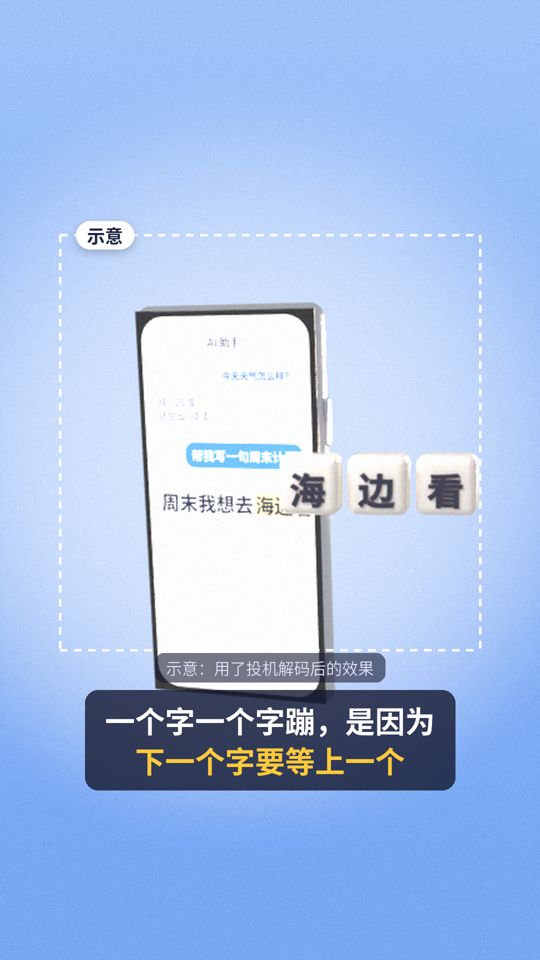 示意
AI助手
今天天气怎么样?
帮我写一句周末计
周末我想去海边
海边看
示意：用了投机解码后的效果
一个字一个字蹦，是因为
下一个字要等上一个